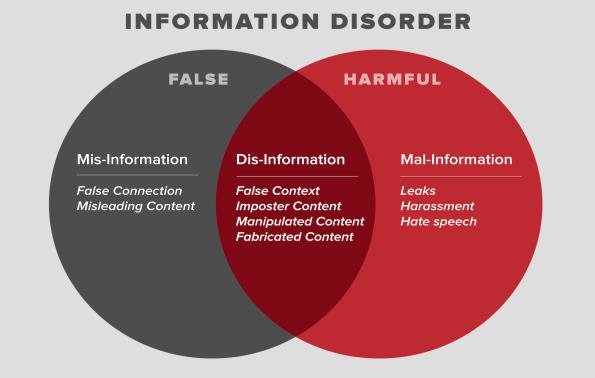 INFORMATION DISORDER
FALSE
HARMFUL
Mis-Information
False Connection
Misleading Content
Dis-Information
False Context
Imposter Content
Manipulated Content
Fabricated Content
Mal-Information
Leaks
Harassment
Hate speech